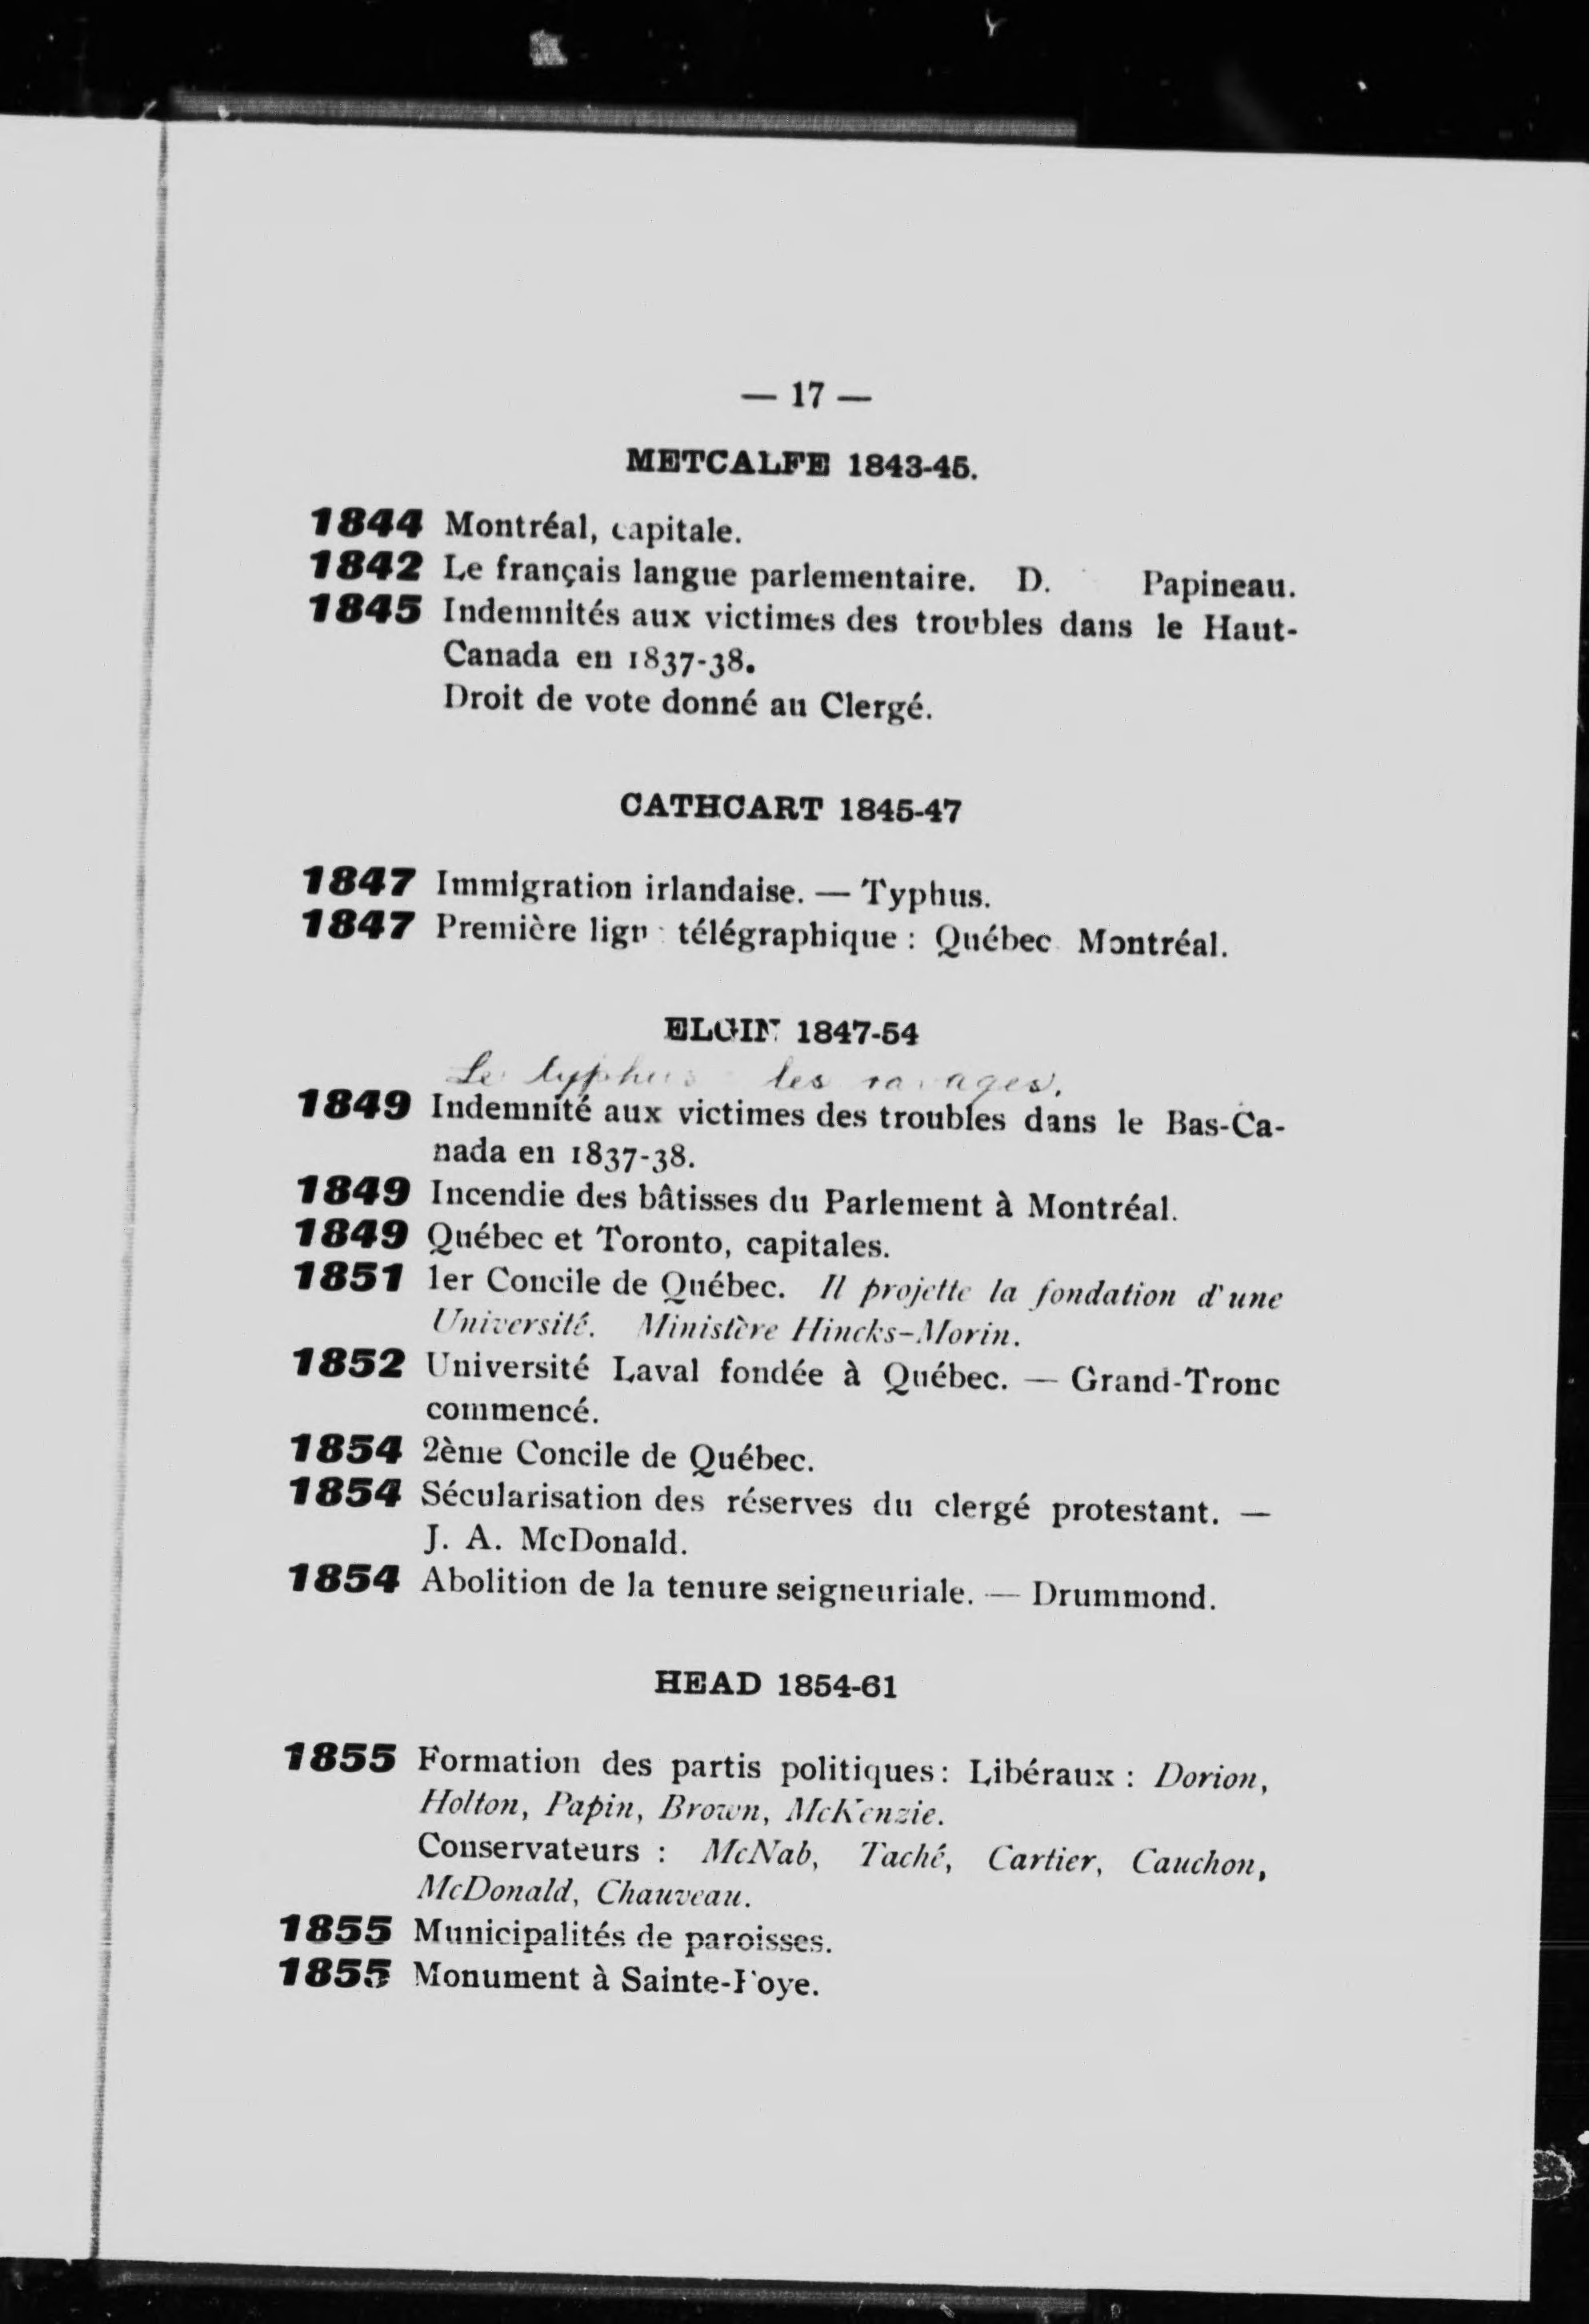 — 17 —
METCALFE 1843-45.
1844 Montréal, capitale.
1842 Le français langue parlementaire. D. Papineau.
1845 Indemnités aux victimes des troubles dans le Haut-
Canada en 1837-38.
Droit de vote donné au Clergé.
CATHCART 1845-47
1847 Immigration irlandaise. — Typhus.
1847 Première ligne télégraphique : Québec Montréal.
ELGIN 1847-54
Le typhus les ravages.
1849 Indemnité aux victimes des troubles dans le Bas-Ca-
nada en 1837-38.
1849 Incendie des bâtisses du Parlement à Montréal.
1849 Québec et Toronto, capitales.
1851 1er Concile de Québec. Il projette la fondation d'une
Université. Ministère Hincks-Morin.
1852 Université Laval fondée à Québec. — Grand-Tronc
commencé.
1854 2ème Concile de Québec.
1854 Sécularisation des réserves du clergé protestant. —
J. A. McDonald.
1854 Abolition de la tenure seigneuriale. — Drummond.
HEAD 1854-61
1855 Formation des partis politiques : Libéraux : Dorion,
Holton, Papin, Brown, McKenzie.
Conservateurs : McNab, Taché, Cartier, Cauchon,
McDonald, Chauveau.
1855 Municipalités de paroisses.
1855 Monument à Sainte-Foye.